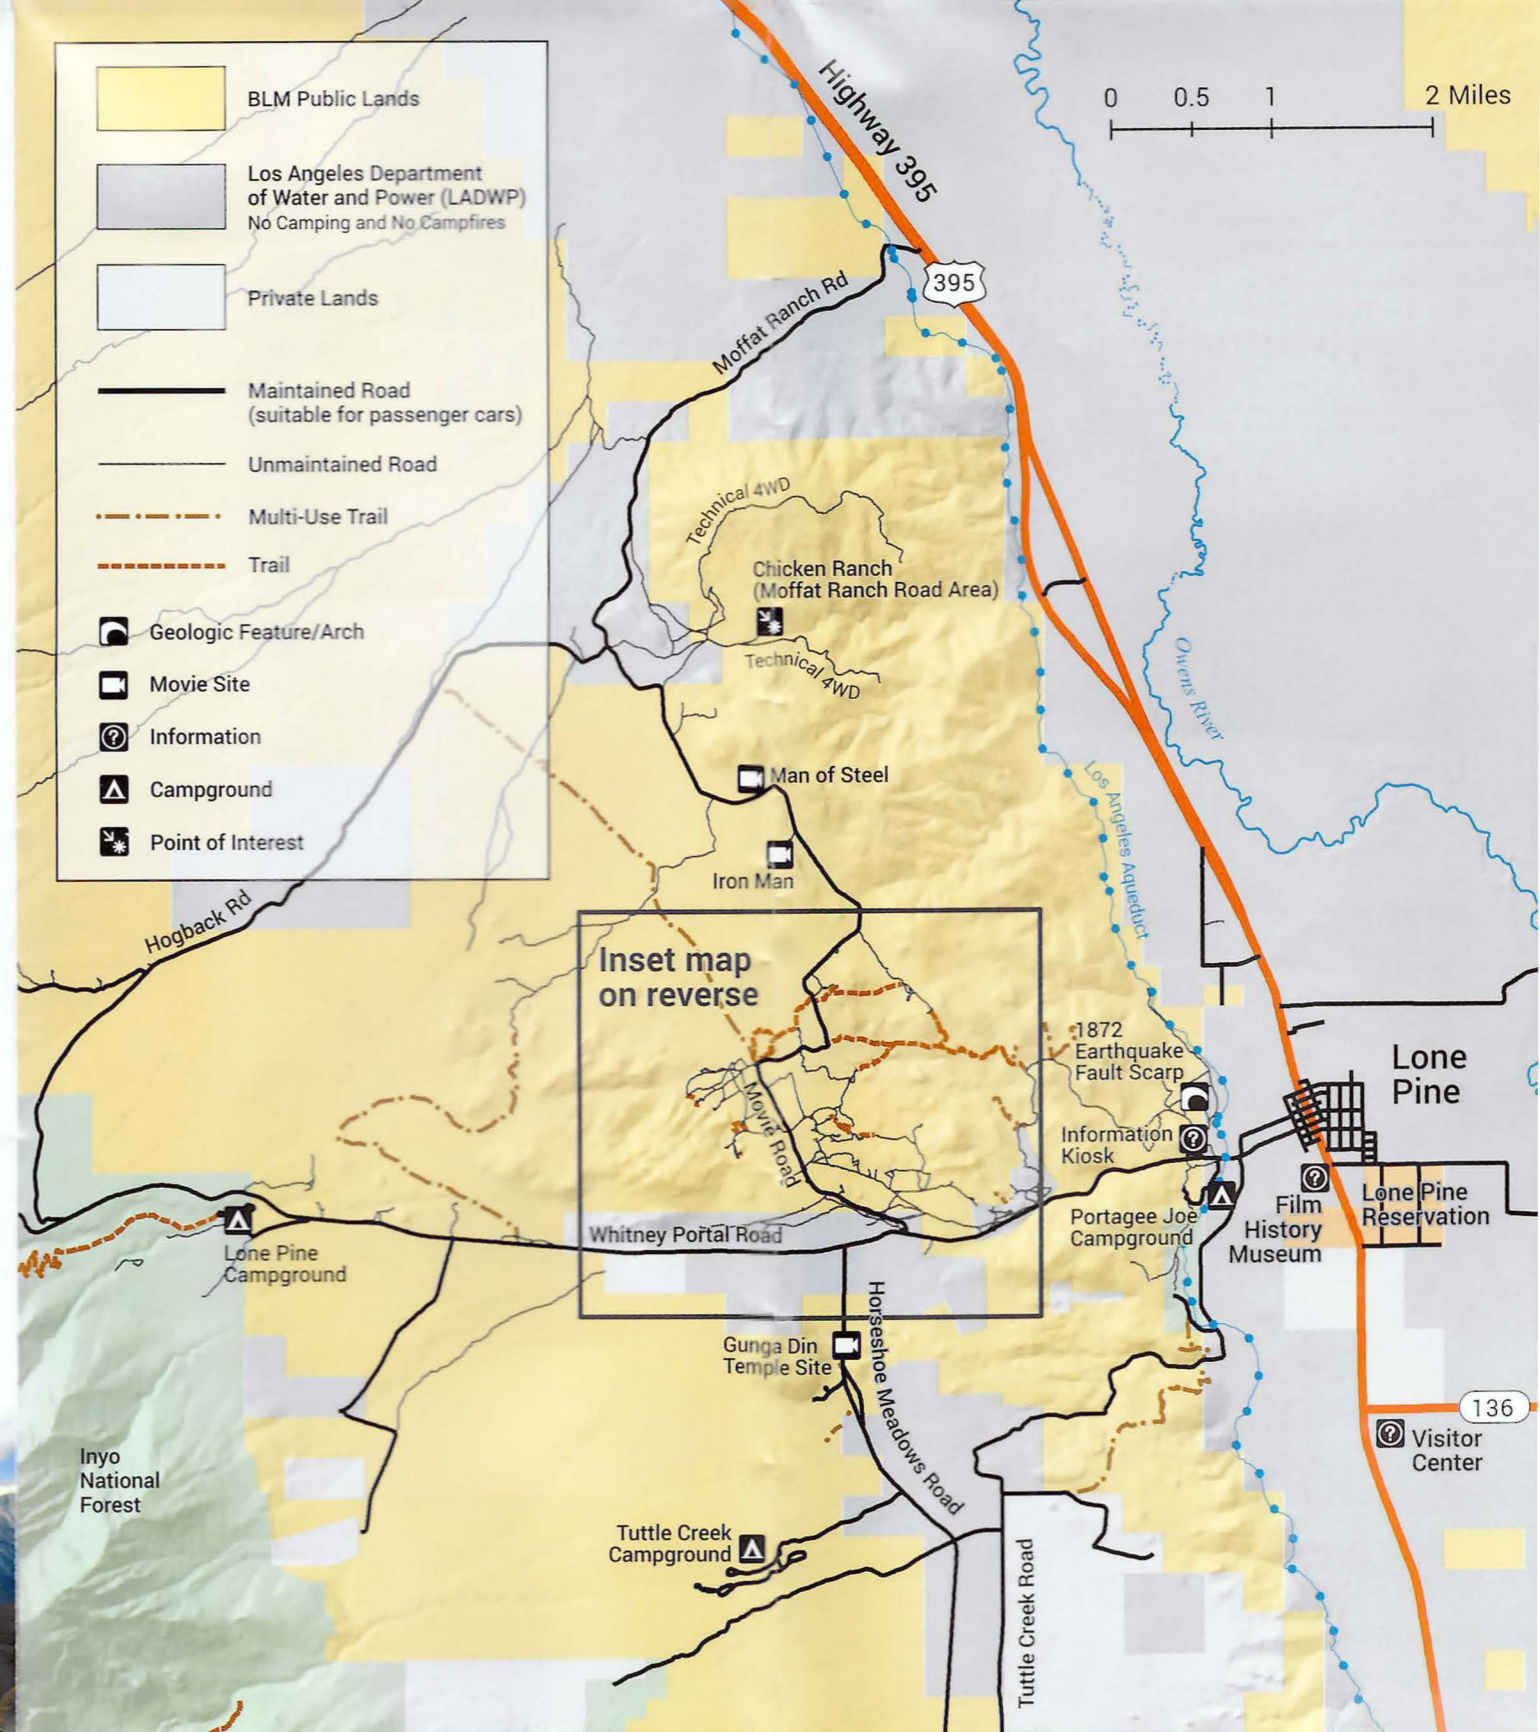 BLM Public Lands
Los Angeles Department
of Water and Power (LADWP)
No Camping and No Campfires
Private Lands
Maintained Road
(suitable for passenger cars)
Unmaintained Road
Multi-Use Trail
Trail
Geologic Feature/Arch
Movie Site
Information
Campground
Point of Interest
0 0.5 1 2 Miles
Highway 395
395
Moffat Ranch Rd
Technical 4WD
Chicken Ranch
(Moffat Ranch Road Area)
Technical 4WD
Owens River
Los Angeles Aqueduct
Man of Steel
Iron Man
Hogback Rd
Inset map
on reverse
1872
Earthquake
Fault Scarp
Lone
Pine
Movie Road
Information
Kiosk
Film
History
Museum
Lone Pine
Reservation
Portagee Joe
Campground
Whitney Portal Road
Lone Pine
Campground
Horseshoe Meadows Road
Gunga Din
Temple Site
136
Visitor
Center
Inyo
National
Forest
Tuttle Creek
Campground
Tuttle Creek Road